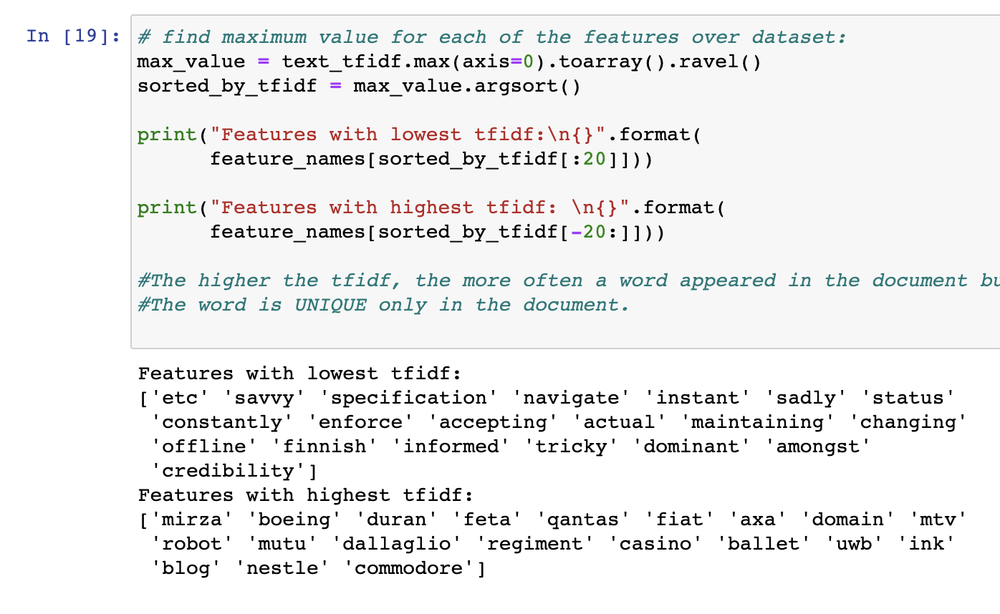 In [19]:
# find maximum value for each of the features over dataset:
max_value = text_tfidf.max(axis=0).toarray().ravel()
sorted_by_tfidf = max_value.argsort()
print("Features with lowest tfidf:\n{}".format(
feature_names[sorted_by_tfidf[:20]]))
print("Features with highest tfidf: \n{}".format(
feature_names[sorted_by_tfidf[-20:]]))
#The higher the tfidf, the more often a word appeared in the document
#The word is UNIQUE only in the document.
Features with lowest tfidf:
['etc' 'savvy' 'specification' 'navigate' 'instant' 'sadly' 'status'
'constantly' 'enforce' 'accepting' 'actual' 'maintaining' 'changing'
'offline' 'finnish' 'informed' 'tricky' 'dominant' 'amongst'
'credibility']
Features with highest tfidf:
['mirza' 'boeing' 'duran' 'feta' 'qantas' 'fiat' 'axa' 'domain' 'mtv'
'robot' 'mutu' 'dallaglio' 'regiment' 'casino' 'ballet' 'uwb' 'ink'
'blog' 'nestle' 'commodore']